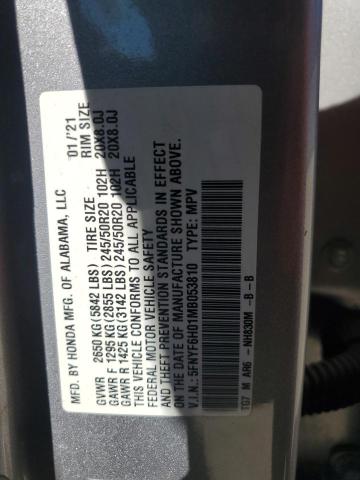 MFD. BY HONDA MFG. OF ALABAMA, LLC 01/'21
TIRE SIZE RIM SIZE
GVWR 2650 KG(5842 LBS)
GAWR F 1295 KG(2855 LBS) 245/50R20 102H 20X8.0J
GAWR R 1425 KG(3142 LBS) 245/50R20 102H 20X8.0J
THIS VEHICLE CONFORMS TO ALL APPLICABLE
FEDERAL MOTOR VEHICLE SAFETY
AND THEFT PREVENTION STANDARDS IN EFFECT
ON THE DATE OF MANUFACTURE SHOWN ABOVE.
V.I.N.: 5FNYF6H01MB053810 TYPE: MPV
TG7 M AR6 -NH830M -B -B